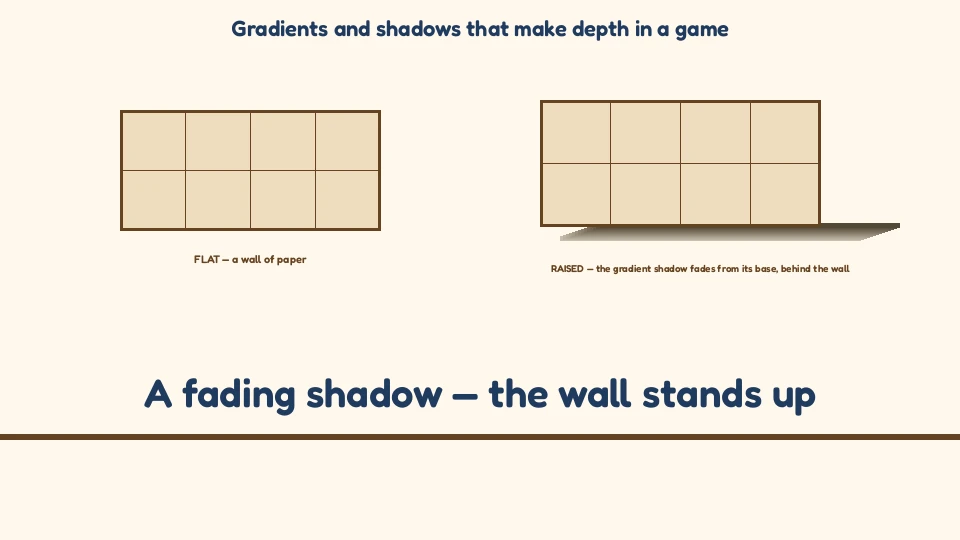 Gradients and shadows that make depth in a game
FLAT — a wall of paper
RAISED — the gradient shadow fades from its base, behind the wall
A fading shadow — the wall stands up